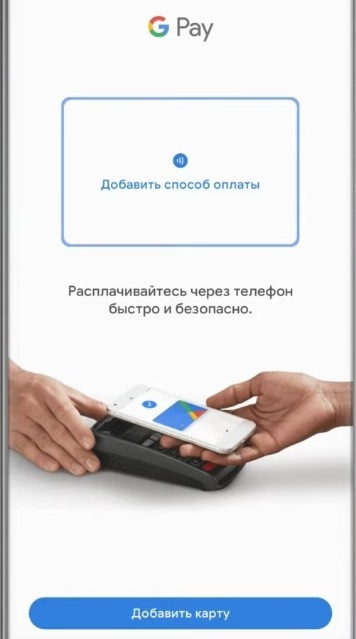 G Pay
Добавить способ оплаты
Расплачивайтесь через телефон
быстро и безопасно.
Добавить карту